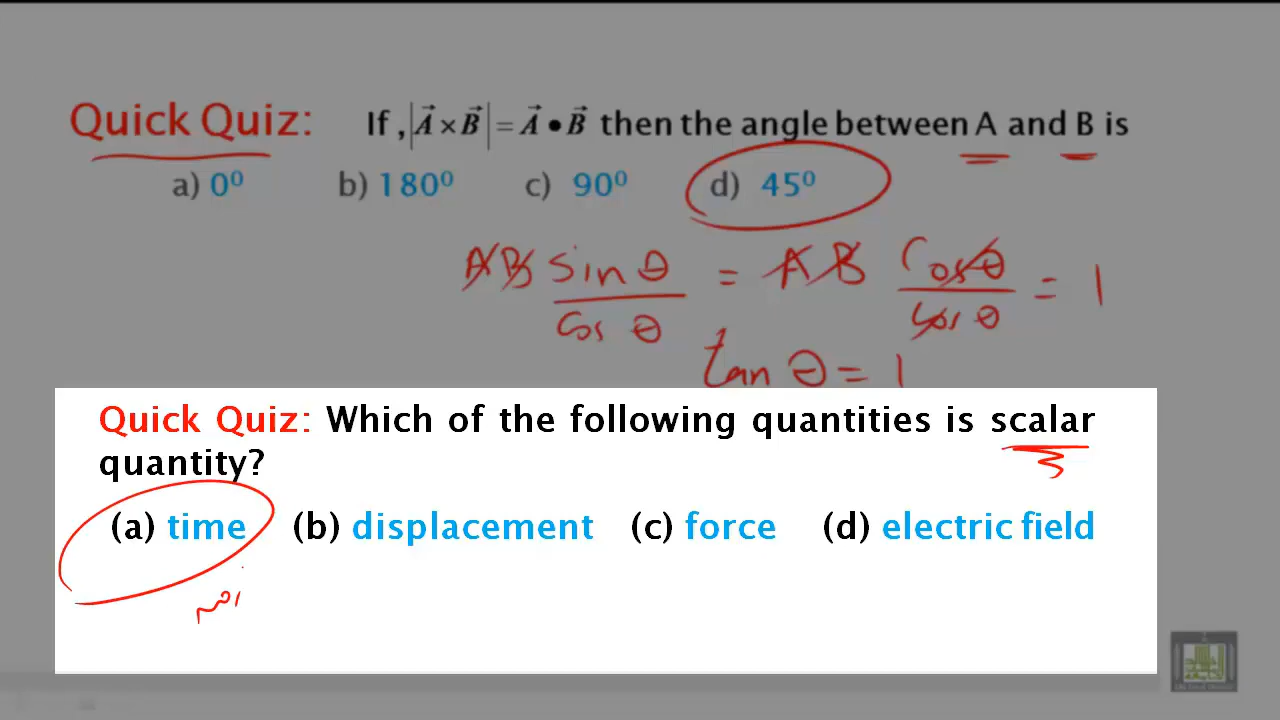 Quick Quiz: If , |A⃗ × B⃗| = A⃗ • B⃗ then the angle between A and B is
a) 0⁰ b) 180⁰ c) 90⁰ d) 45⁰
AB sin θ / cos θ = AB cos θ / cos θ = 1
tan θ = 1
Quick Quiz: Which of the following quantities is scalar
quantity?
(a) time (b) displacement (c) force (d) electric field